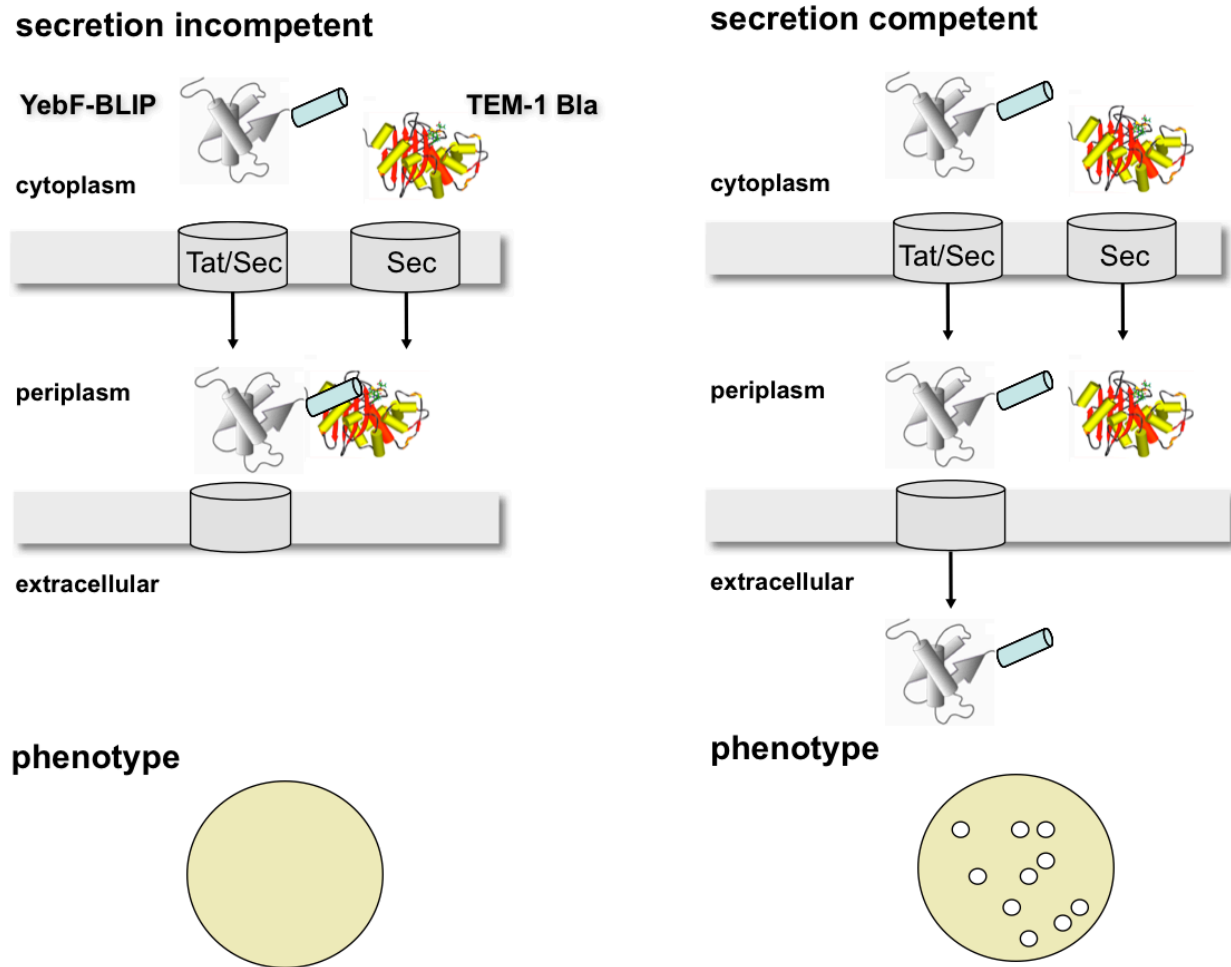 secretion incompetent
YebF-BLIP
TEM-1 Bla
cytoplasm
Tat/Sec
Sec
periplasm
extracellular
phenotype
secretion competent
cytoplasm
Tat/Sec
Sec
periplasm
extracellular
phenotype